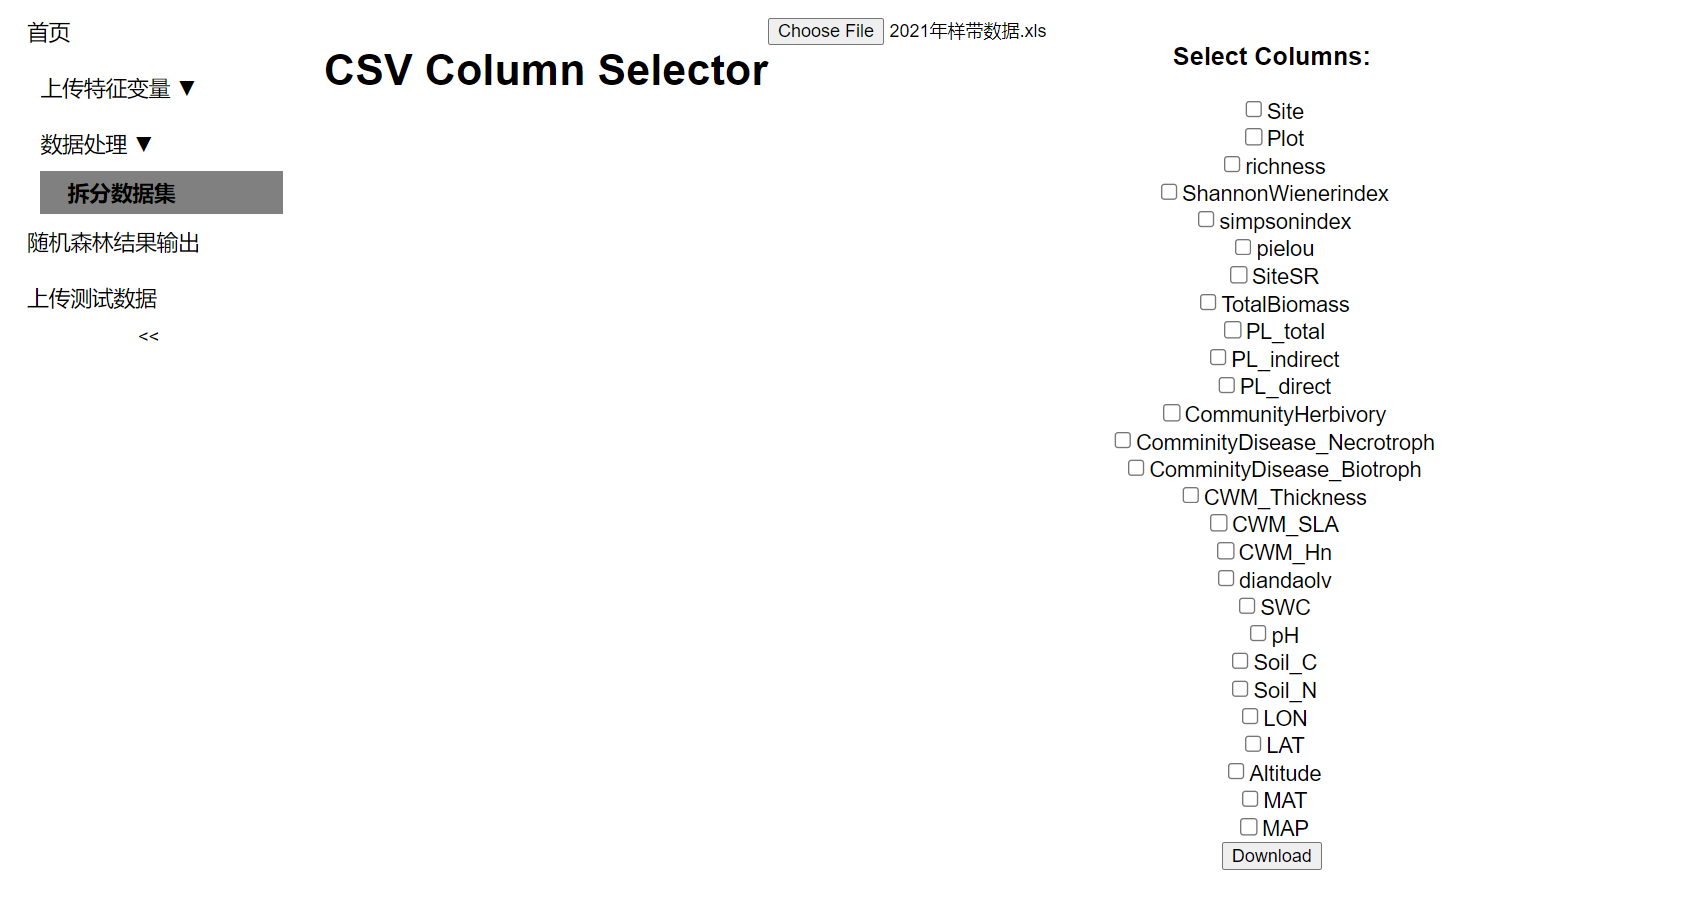 首页
上传特征变量 ▼
数据处理 ▼
拆分数据集
随机森林结果输出
上传测试数据
<<
CSV Column Selector
Choose File 2021年样带数据.xls
Select Columns:
Site
Plot
richness
ShannonWienerindex
simpsonindex
pielou
SiteSR
TotalBiomass
PL_total
PL_indirect
PL_direct
CommunityHerbivory
ComminityDisease_Necrotroph
ComminityDisease_Biotroph
CWM_Thickness
CWM_SLA
CWM_Hn
diandaolv
SWC
pH
Soil_C
Soil_N
LON
LAT
Altitude
MAT
MAP
Download